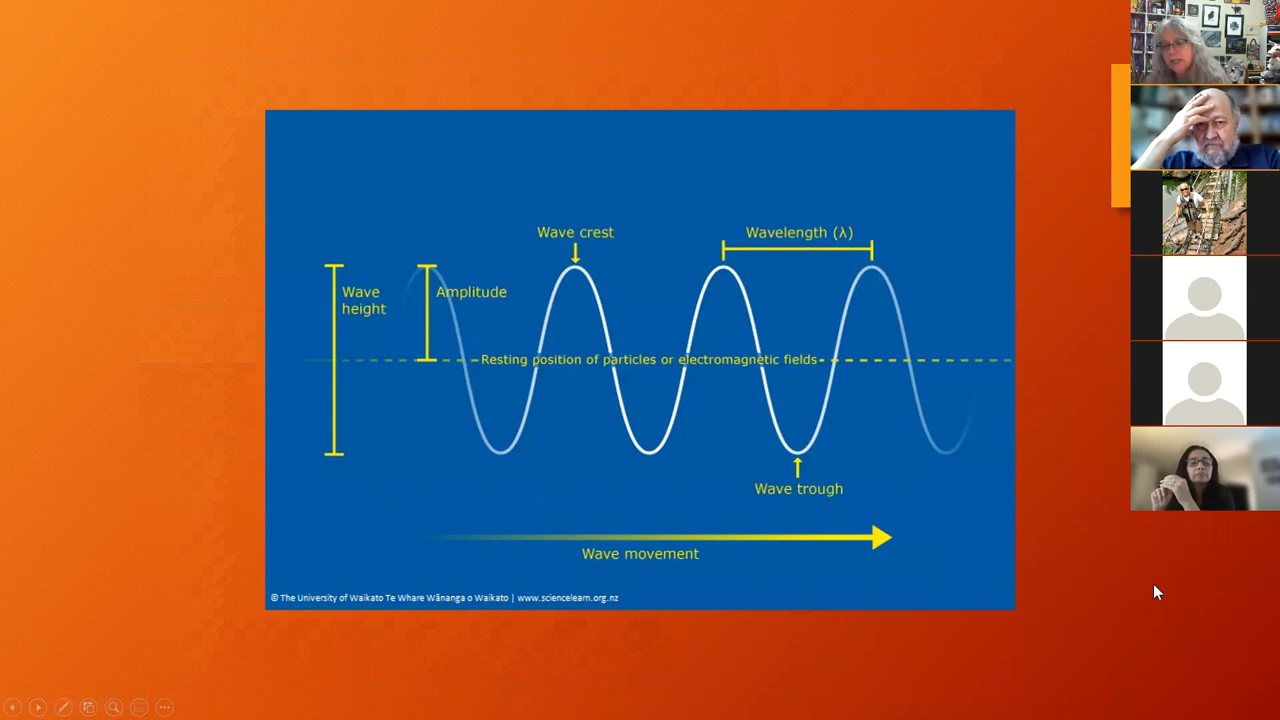 Wave crest
Wavelength (λ)
Wave
height
Amplitude
Resting position of particles or electromagnetic fields
Wave trough
Wave movement
© The University of Waikato Te Whare Wānanga o Waikato | www.sciencelearn.org.nz